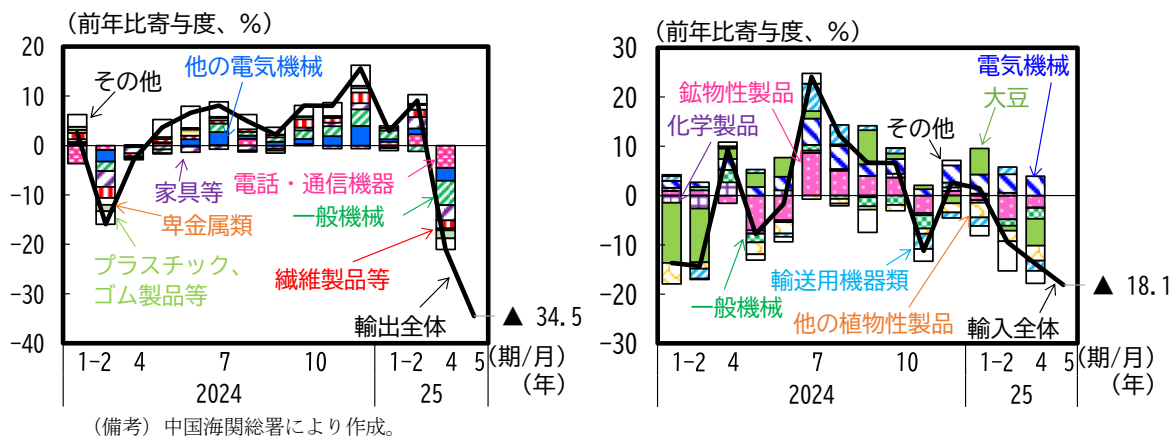 (前年比寄与度、%)
20
10
0
-10
-20
-30
-40
その他
他の電気機械
家具等
電話・通信機器
卑金属類
一般機械
プラスチック、
ゴム製品等
繊維製品等
輸出全体
▲ 34.5
1-2 4 7 10 1-2 4 5 (期/月)
2024 25 (年)
(備考) 中国海関総署により作成。
(前年比寄与度、%)
30
20
10
0
-10
-20
-30
鉱物性製品
化学製品
その他
電気機械
大豆
一般機械
輸送用機器類
他の植物性製品
輸入全体
▲ 18.1
1-2 4 7 10 1-2 4 5 (期/月)
2024 25 (年)